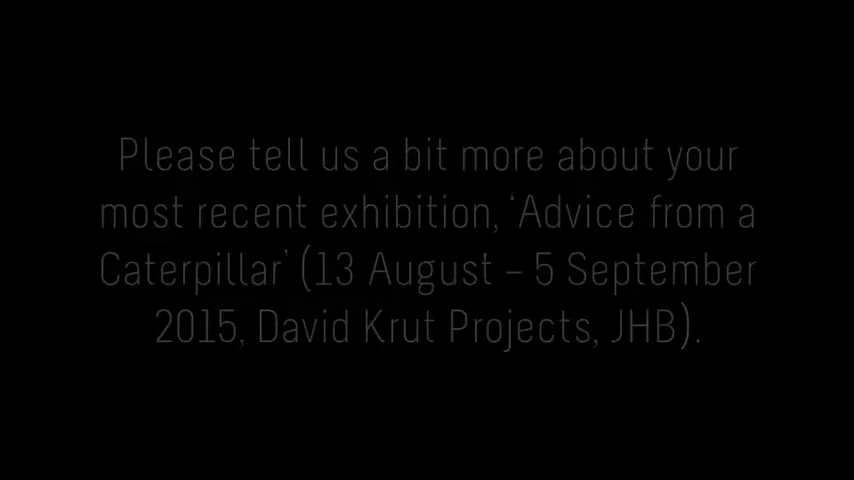 Please tell us a bit more about your
most recent exhibition, ‘Advice from a
Caterpillar’ (13 August – 5 September
2015, David Krut Projects, JHB).